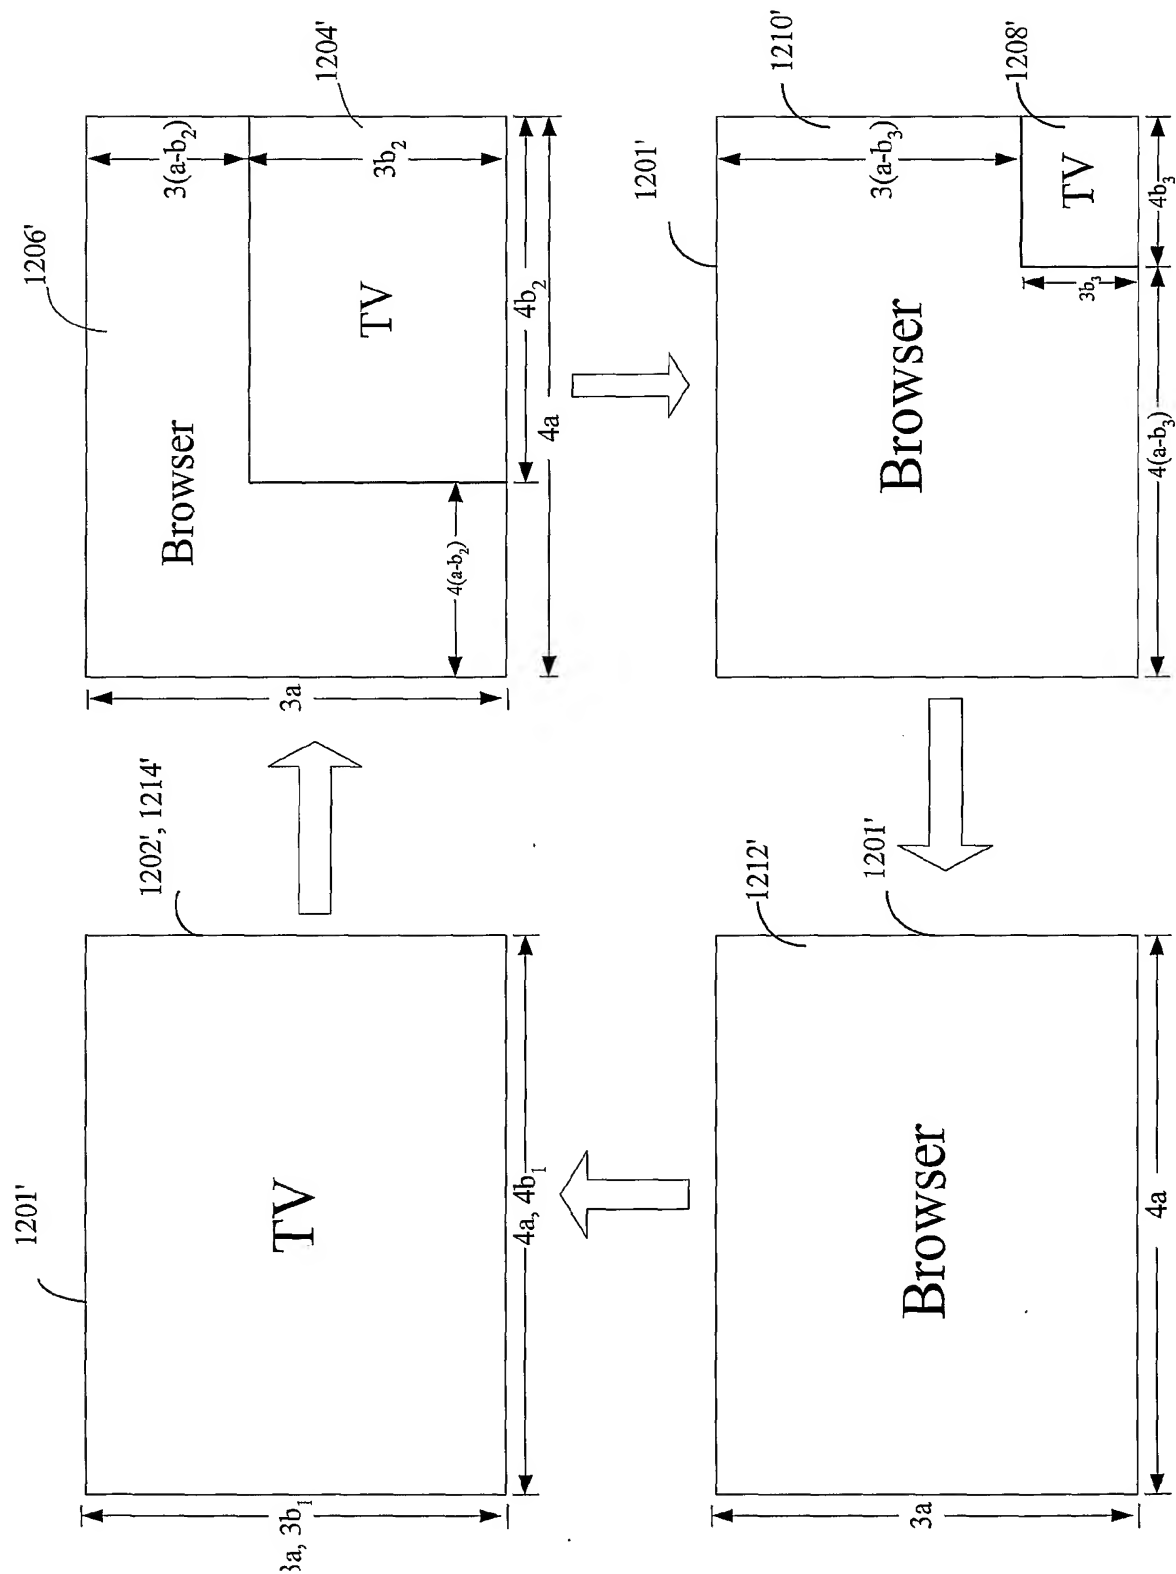 1201'
1202', 1214'
TV
3b₁
4a, 4b₁
1206'
1204'
Browser
TV
3(a-b₂)
3b₂
3a
4(a-b₂)
4b₂
4a
1212'
1201'
Browser
3a
4a
1201'
1210'
1208'
Browser
TV
3(a-b₃)
3b₃
4(a-b₃)
4b₃